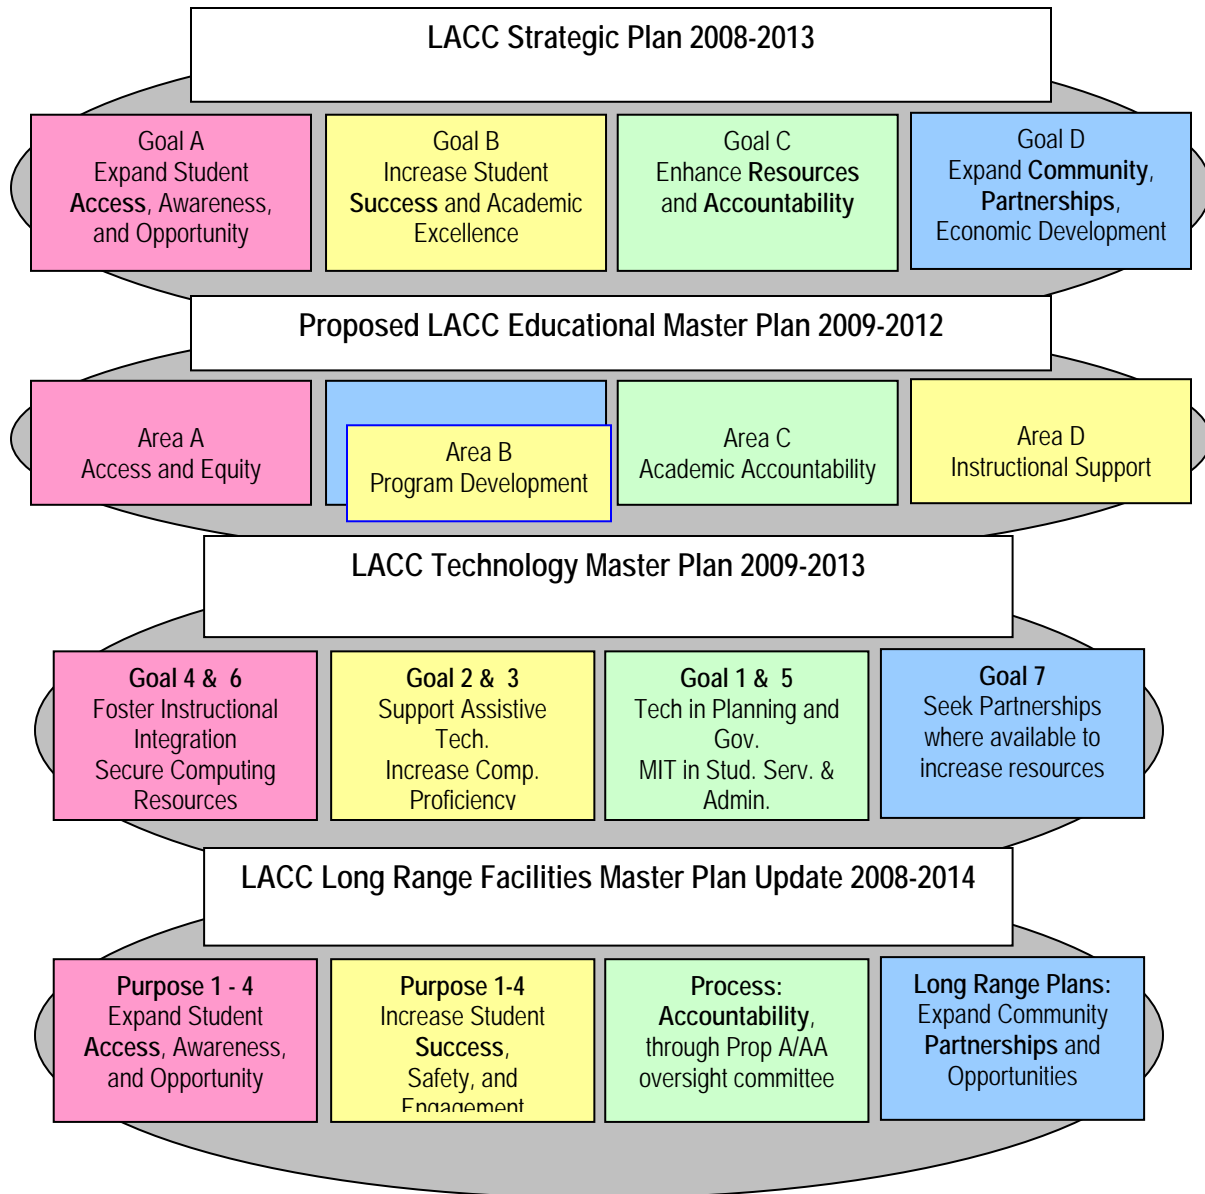 LACC Strategic Plan 2008-2013
Goal A
Expand Student
Access, Awareness,
and Opportunity
Goal B
Increase Student
Success and Academic
Excellence
Goal C
Enhance Resources
and Accountability
Goal D
Expand Community,
Partnerships,
Economic Development
Proposed LACC Educational Master Plan 2009-2012
Area A
Access and Equity
Area B
Program Development
Area C
Academic Accountability
Area D
Instructional Support
LACC Technology Master Plan 2009-2013
Goal 4 & 6
Foster Instructional
Integration
Secure Computing
Resources
Goal 2 & 3
Support Assistive
Tech.
Increase Comp.
Proficiency
Goal 1 & 5
Tech in Planning and
Gov.
MIT in Stud. Serv. &
Admin.
Goal 7
Seek Partnerships
where available to
increase resources
LACC Long Range Facilities Master Plan Update 2008-2014
Purpose 1 - 4
Expand Student
Access, Awareness,
and Opportunity
Purpose 1-4
Increase Student
Success,
Safety, and
Engagement
Process:
Accountability,
through Prop A/AA
oversight committee
Long Range Plans:
Expand Community
Partnerships and
Opportunities